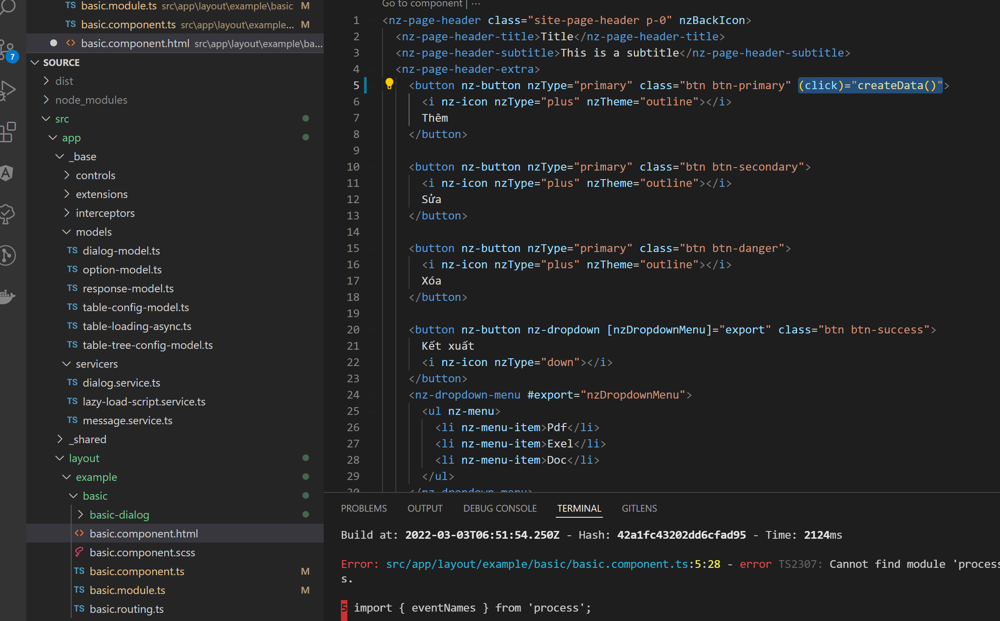 TS basic.module.ts src\app\layout\example\basic M
TS basic.component.ts src\app\layout\example... M
<> basic.component.html src\app\layout\example\ba...
7
SOURCE
dist
node_modules
src
app
_base
controls
extensions
interceptors
models
TS dialog-model.ts
TS option-model.ts
TS response-model.ts
TS table-config-model.ts
TS table-loading-async.ts
TS table-tree-config-model.ts
servicers
TS dialog.service.ts
TS lazy-load-script.service.ts
TS message.service.ts
_shared
layout
example
basic
basic-dialog
<> basic.component.html
basic.component.scss
TS basic.component.ts M
TS basic.module.ts M
TS basic.routing.ts
Go to component | ...
1 <nz-page-header class="site-page-header p-0" nzBackIcon>
2 <nz-page-header-title>Title</nz-page-header-title>
3 <nz-page-header-subtitle>This is a subtitle</nz-page-header-subtitle>
4 <nz-page-header-extra>
5 <button nz-button nzType="primary" class="btn btn-primary" (click)="createData()">
6 <i nz-icon nzType="plus" nzTheme="outline"></i>
7 Thêm
8 </button>
9
10 <button nz-button nzType="primary" class="btn btn-secondary">
11 <i nz-icon nzType="plus" nzTheme="outline"></i>
12 Sửa
13 </button>
14
15 <button nz-button nzType="primary" class="btn btn-danger">
16 <i nz-icon nzType="plus" nzTheme="outline"></i>
17 Xóa
18 </button>
19
20 <button nz-button nz-dropdown [nzDropdownMenu]="export" class="btn btn-success">
21 Kết xuất
22 <i nz-icon nzType="down"></i>
23 </button>
24 <nz-dropdown-menu #export="nzDropdownMenu">
25 <ul nz-menu>
26 <li nz-menu-item>Pdf</li>
27 <li nz-menu-item>Exel</li>
28 <li nz-menu-item>Doc</li>
29 </ul>
30 </nz-dropdown-menu>
PROBLEMS OUTPUT DEBUG CONSOLE TERMINAL GITLENS
Build at: 2022-03-03T06:51:54.250Z - Hash: 42a1fc43202dd6cfad95 - Time: 2124ms
Error: src/app/layout/example/basic/basic.component.ts:5:28 - error TS2307: Cannot find module 'process
s.
5 import { eventNames } from 'process';